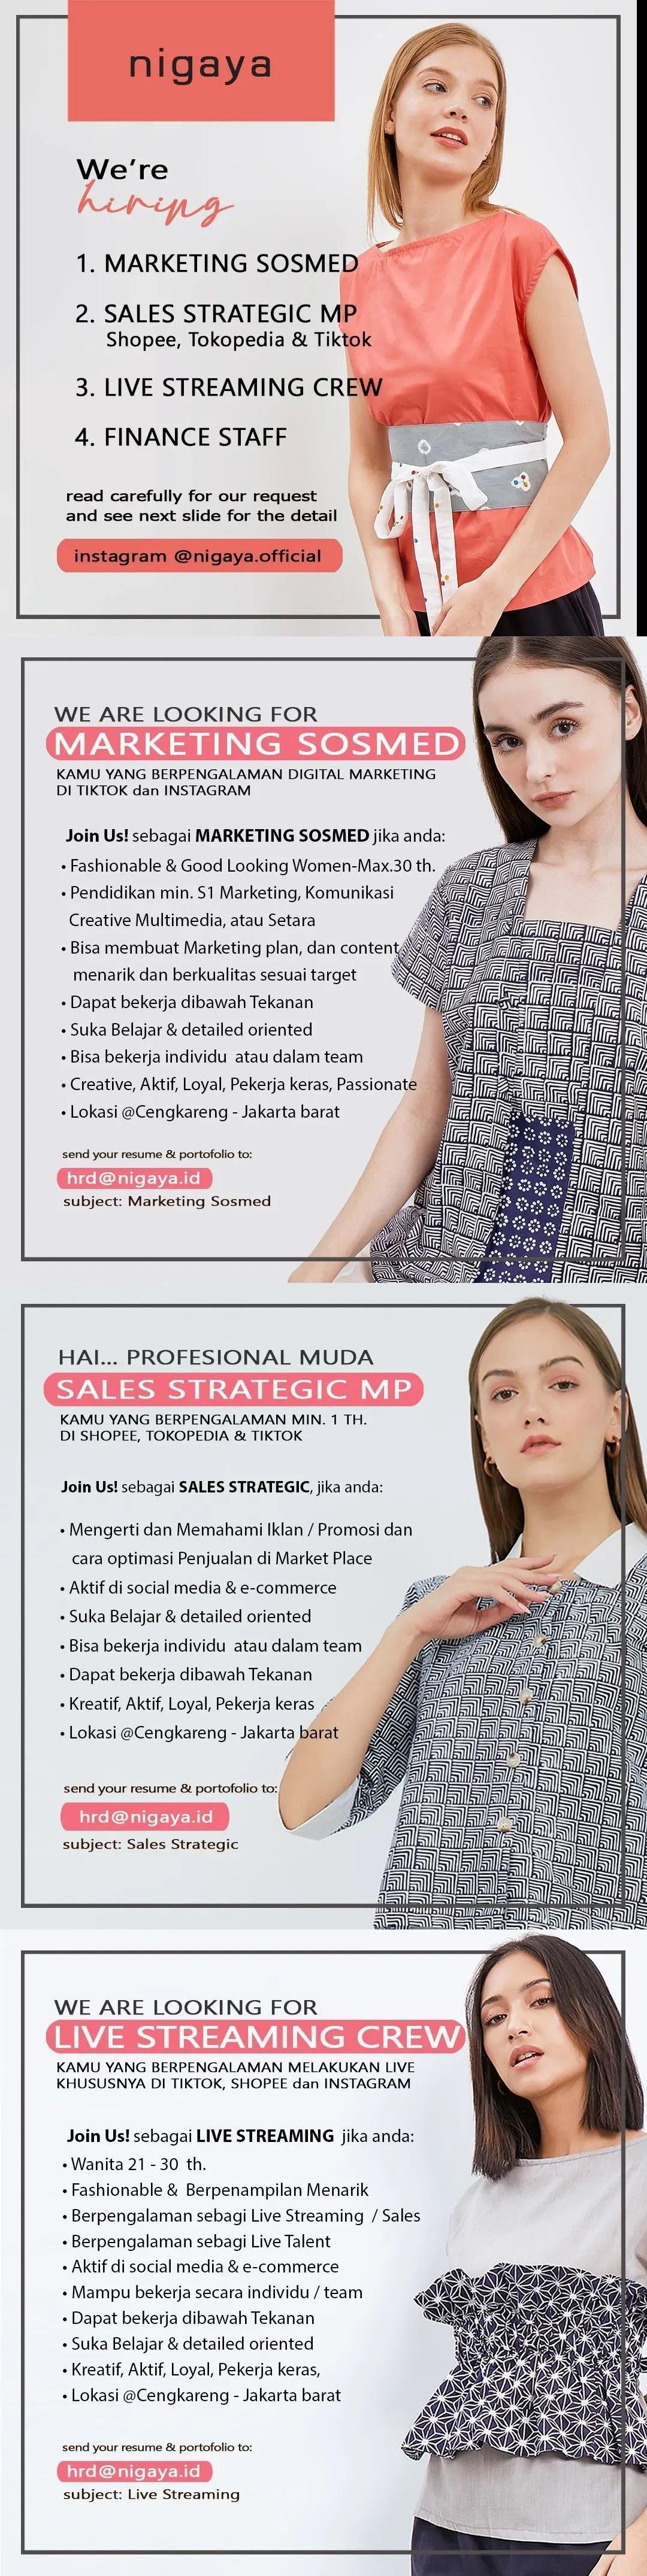 nigaya
We're
hiring
1. MARKETING SOSMED
2. SALES STRATEGIC MP
Shopee, Tokopedia & Tiktok
3. LIVE STREAMING CREW
4. FINANCE STAFF
read carefully for our request
and see next slide for the detail
instagram @nigaya.official
WE ARE LOOKING FOR
MARKETING SOSMED
KAMU YANG BERPENGALAMAN DIGITAL MARKETING
DI TIKTOK dan INSTAGRAM
Join Us! sebagai MARKETING SOSMED jika anda:
• Fashionable & Good Looking Women-Max.30 th.
• Pendidikan min. S1 Marketing, Komunikasi
Creative Multimedia, atau Setara
• Bisa membuat Marketing plan, dan content
menarik dan berkualitas sesuai target
• Dapat bekerja dibawah Tekanan
• Suka Belajar & detailed oriented
• Bisa bekerja individu atau dalam team
• Creative, Aktif, Loyal, Pekerja keras, Passionate
• Lokasi @Cengkareng - Jakarta barat
send your resume & portofolio to:
hrd@nigaya.id
subject: Marketing Sosmed
HAI... PROFESIONAL MUDA
SALES STRATEGIC MP
KAMU YANG BERPENGALAMAN MIN. 1 TH.
DI SHOPEE, TOKOPEDIA & TIKTOK
Join Us! sebagai SALES STRATEGIC, jika anda:
• Mengerti dan Memahami Iklan / Promosi dan
cara optimasi Penjualan di Market Place
• Aktif di social media & e-commerce
• Suka Belajar & detailed oriented
• Bisa bekerja individu atau dalam team
• Dapat bekerja dibawah Tekanan
• Kreatif, Aktif, Loyal, Pekerja keras
• Lokasi @Cengkareng - Jakarta barat
send your resume & portofolio to:
hrd@nigaya.id
subject: Sales Strategic
WE ARE LOOKING FOR
LIVE STREAMING CREW
KAMU YANG BERPENGALAMAN MELAKUKAN LIVE
KHUSUSNYA DI TIKTOK, SHOPEE dan INSTAGRAM
Join Us! sebagai LIVE STREAMING jika anda:
• Wanita 21 - 30 th.
• Fashionable & Berpenampilan Menarik
• Berpengalaman sebagi Live Streaming / Sales
• Berpengalaman sebagi Live Talent
• Aktif di social media & e-commerce
• Mampu bekerja secara individu / team
• Dapat bekerja dibawah Tekanan
• Suka Belajar & detailed oriented
• Kreatif, Aktif, Loyal, Pekerja keras,
• Lokasi @Cengkareng - Jakarta barat
send your resume & portofolio to:
hrd@nigaya.id
subject: Live Streaming